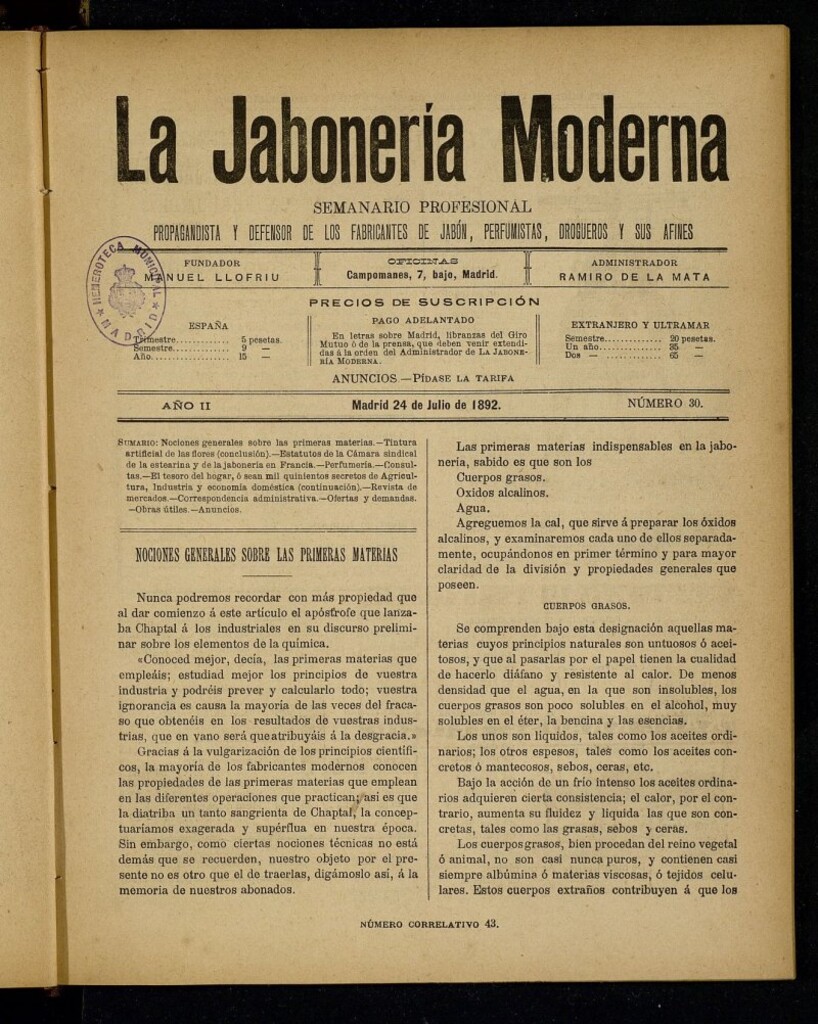 La Jabonería Moderna
SEMANARIO PROFESIONAL
PROPAGANDISTA Y DEFENSOR DE LOS FABRICANTES DE JABÓN, PERFUMISTAS, DROGUEROS Y SUS AFINES
FUNDADOR
MANUEL LLOFRIU
OFICINAS
Campomanes, 7, bajo, Madrid.
ADMINISTRADOR
RAMIRO DE LA MATA
HEMEROTECA MUNICIPAL
MADRID
PRECIOS DE SUSCRIPCIÓN
ESPAÑA
Trimestre............ 5 pesetas.
Semestre............. 9 —
Año.................. 15 —
PAGO ADELANTADO
En letras sobre Madrid, libranzas del Giro
Mutuo ó de la prensa, que deben venir extendi-
das á la orden del Administrador de LA JABONE-
RÍA MODERNA.
EXTRANJERO Y ULTRAMAR
Semestre............. 20 pesetas.
Un año............. 35 —
Dos — ............. 65 —
ANUNCIOS—PÍDASE LA TARIFA
AÑO II
Madrid 24 de Julio de 1892.
NÚMERO 30.
SUMARIO: Nociones generales sobre las primeras materias.—Tintura
artificial de las flores (conclusión).—Estatutos de la Cámara sindical
de la estearina y de la jabonería en Francia.—Perfumería.—Consul-
tas.—El tesoro del hogar, ó sean mil quinientos secretos de Agricul-
tura, Industria y economía doméstica (continuación).—Revista de
mercados.—Correspondencia administrativa.—Ofertas y demandas.
—Obras útiles.—Anuncios.
NOCIONES GENERALES SOBRE LAS PRIMERAS MATERIAS
Nunca podremos recordar con más propiedad que
al dar comienzo á este artículo el apóstrofe que lanza-
ba Chaptal á los industriales en su discurso prelimi-
nar sobre los elementos de la química.
«Conoced mejor, decía, las primeras materias que
empleáis; estudiad mejor los principios de vuestra
industria y podréis prever y calcularlo todo; vuestra
ignorancia es causa la mayoría de las veces del fraca-
so que obtenéis en los resultados de vuestras indus-
trias, que en vano será que atribuyáis á la desgracia.»
Gracias á la vulgarización de los principios científi-
cos, la mayoría de los fabricantes modernos conocen
las propiedades de las primeras materias que emplean
en las diferentes operaciones que practican; así es que
la diatriba un tanto sangrienta de Chaptal, la concep-
tuaríamos exagerada y supérflua en nuestra época.
Sin embargo, como ciertas nociones técnicas no está
demás que se recuerden, nuestro objeto por el pre-
sente no es otro que el de traerlas, digámoslo así, á la
memoria de nuestros abonados.
Las primeras materias indispensables en la jabo-
nería, sabido es que son los
Cuerpos grasos.
Oxidos alcalinos.
Agua.
Agreguemos la cal, que sirve á preparar los óxidos
alcalinos, y examinaremos cada uno de ellos separada-
mente, ocupándonos en primer término y para mayor
claridad de la división y propiedades generales que
poseen.
CUERPOS GRASOS.
Se comprenden bajo esta designación aquellas ma-
terias cuyos principios naturales son untuosos ó acei-
tosos, y que al pasarlas por el papel tienen la cualidad
de hacerlo diáfano y resistente al calor. De menos
densidad que el agua, en la que son insolubles, los
cuerpos grasos son poco solubles en el alcohol, muy
solubles en el éter, la bencina y las esencias.
Los unos son líquidos, tales como los aceites ordi-
narios; los otros espesos, tales como los aceites con-
cretos ó mantecosos, sebos, ceras, etc.
Bajo la acción de un frío intenso los aceites ordina-
rios adquieren cierta consistencia; el calor, por el con-
trario, aumenta su fluidez y liquida las que son con-
cretas, tales como las grasas, sebos y ceras.
Los cuerpos grasos, bien procedan del reino vegetal
ó animal, no son casi nunca puros, y contienen casi
siempre albúmina ó materias viscosas, ó tejidos celu-
lares. Estos cuerpos extraños contribuyen á que los
NÚMERO CORRELATIVO 43.